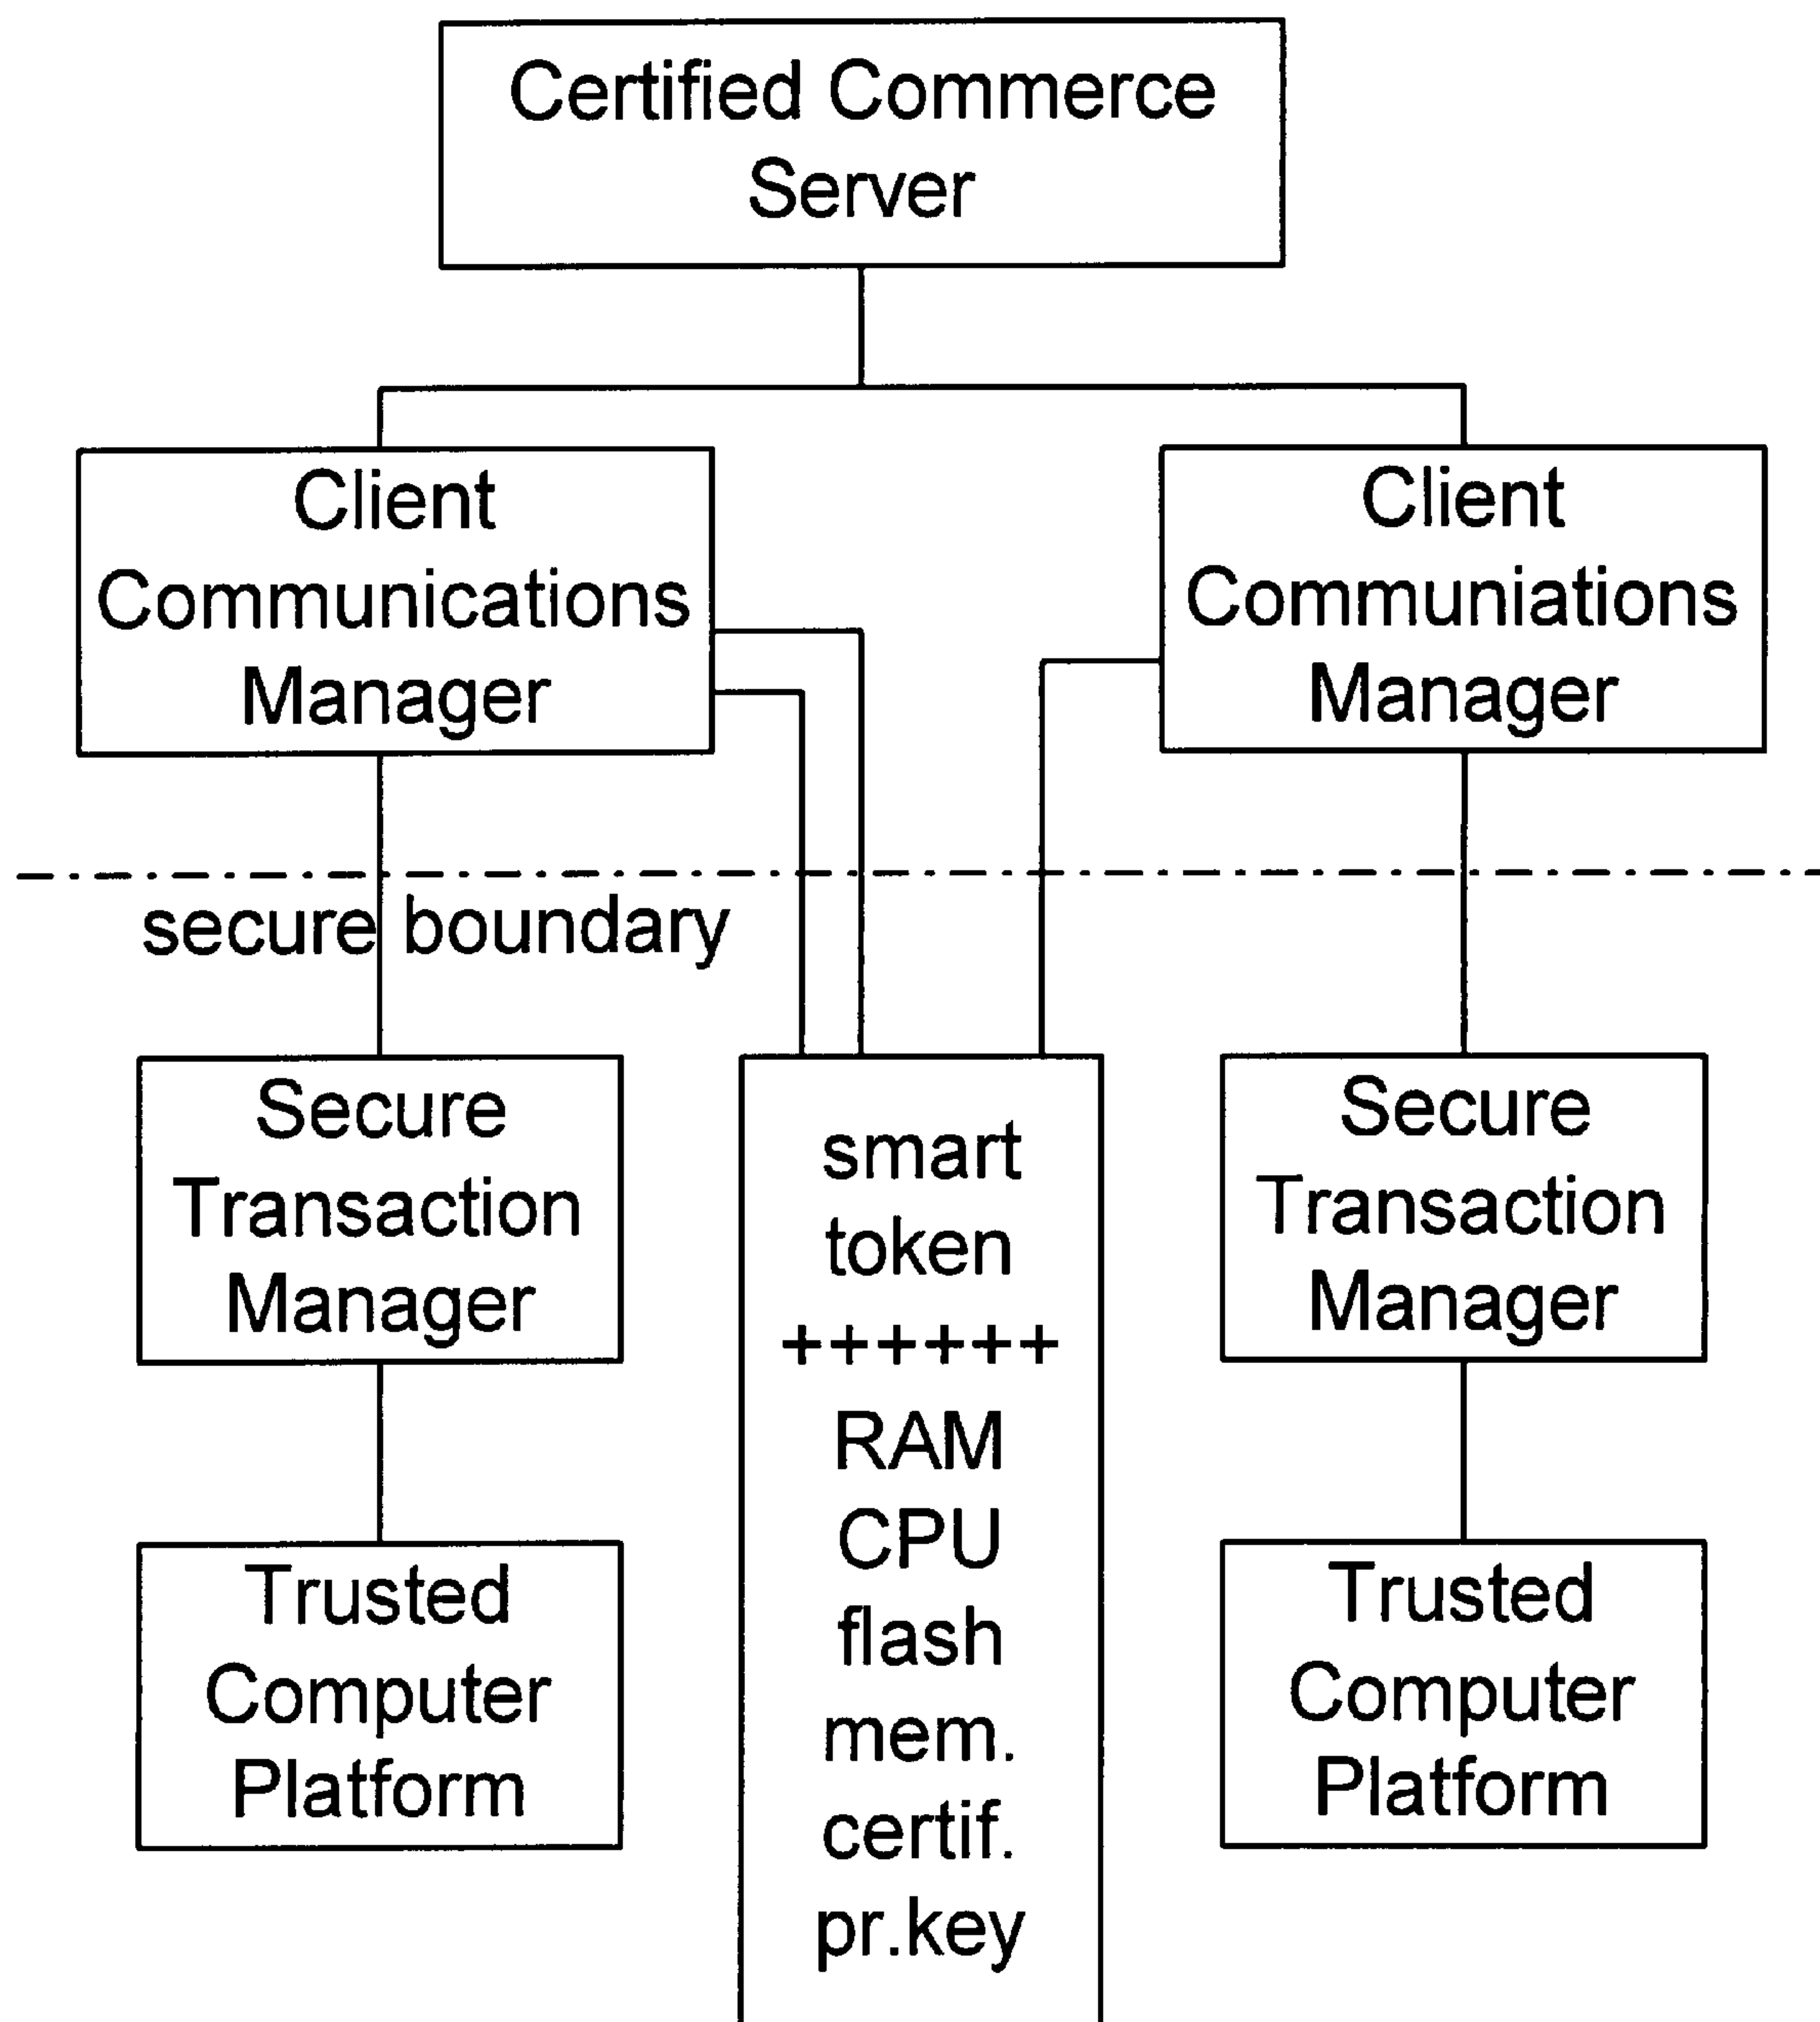 Certified Commerce
Server
Client
Communications
Manager
Client
Communiations
Manager
secure boundary
Secure
Transaction
Manager
smart
token
++++++
RAM
CPU
flash
mem.
certif.
pr.key
Secure
Transaction
Manager
Trusted
Computer
Platform
Trusted
Computer
Platform